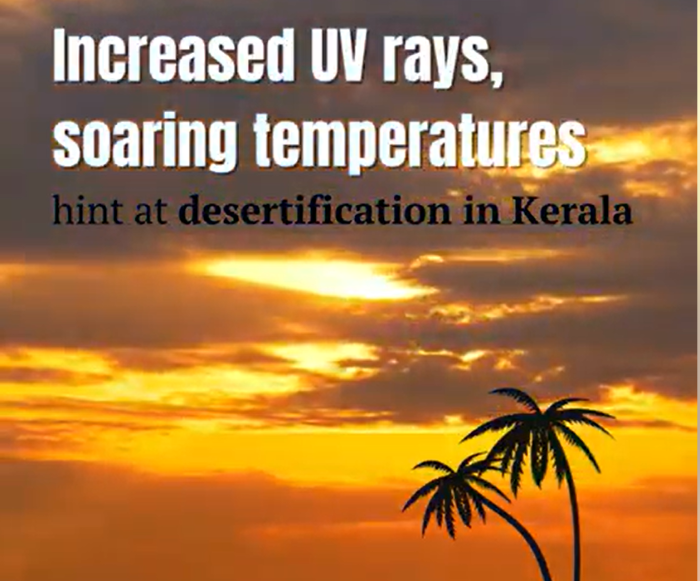 Increased UV rays,
soaring temperatures
hint at desertification in Kerala